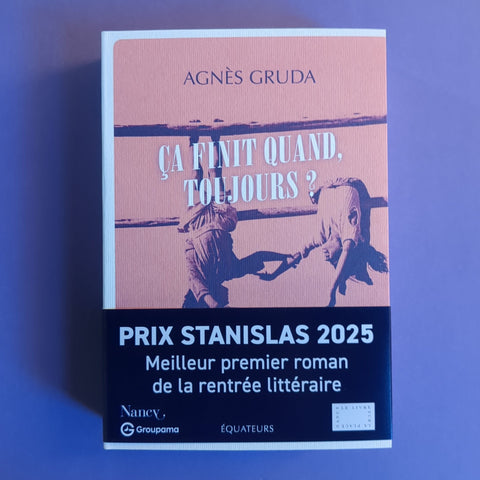 AGNÈS GRUDA
ÇA FINIT QUAND,
TOUJOURS ?
PRIX STANISLAS 2025
Meilleur premier roman
de la rentrée littéraire
Nancy,
Groupama
ÉQUATEURS